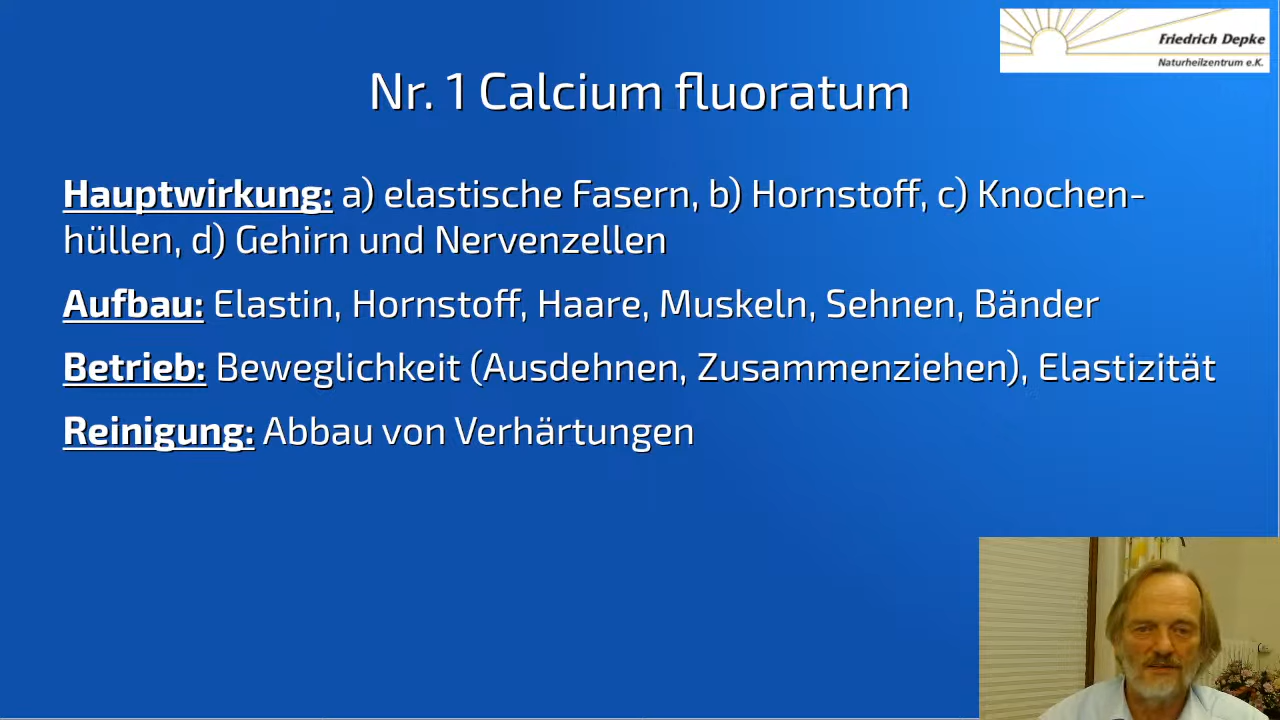 Friedrich Depke
Naturheilzentrum e.K.
Nr. 1 Calcium fluoratum
Hauptwirkung: a) elastische Fasern, b) Hornstoff, c) Knochen-
hüllen, d) Gehirn und Nervenzellen
Aufbau: Elastin, Hornstoff, Haare, Muskeln, Sehnen, Bänder
Betrieb: Beweglichkeit (Ausdehnen, Zusammenziehen), Elastizität
Reinigung: Abbau von Verhärtungen